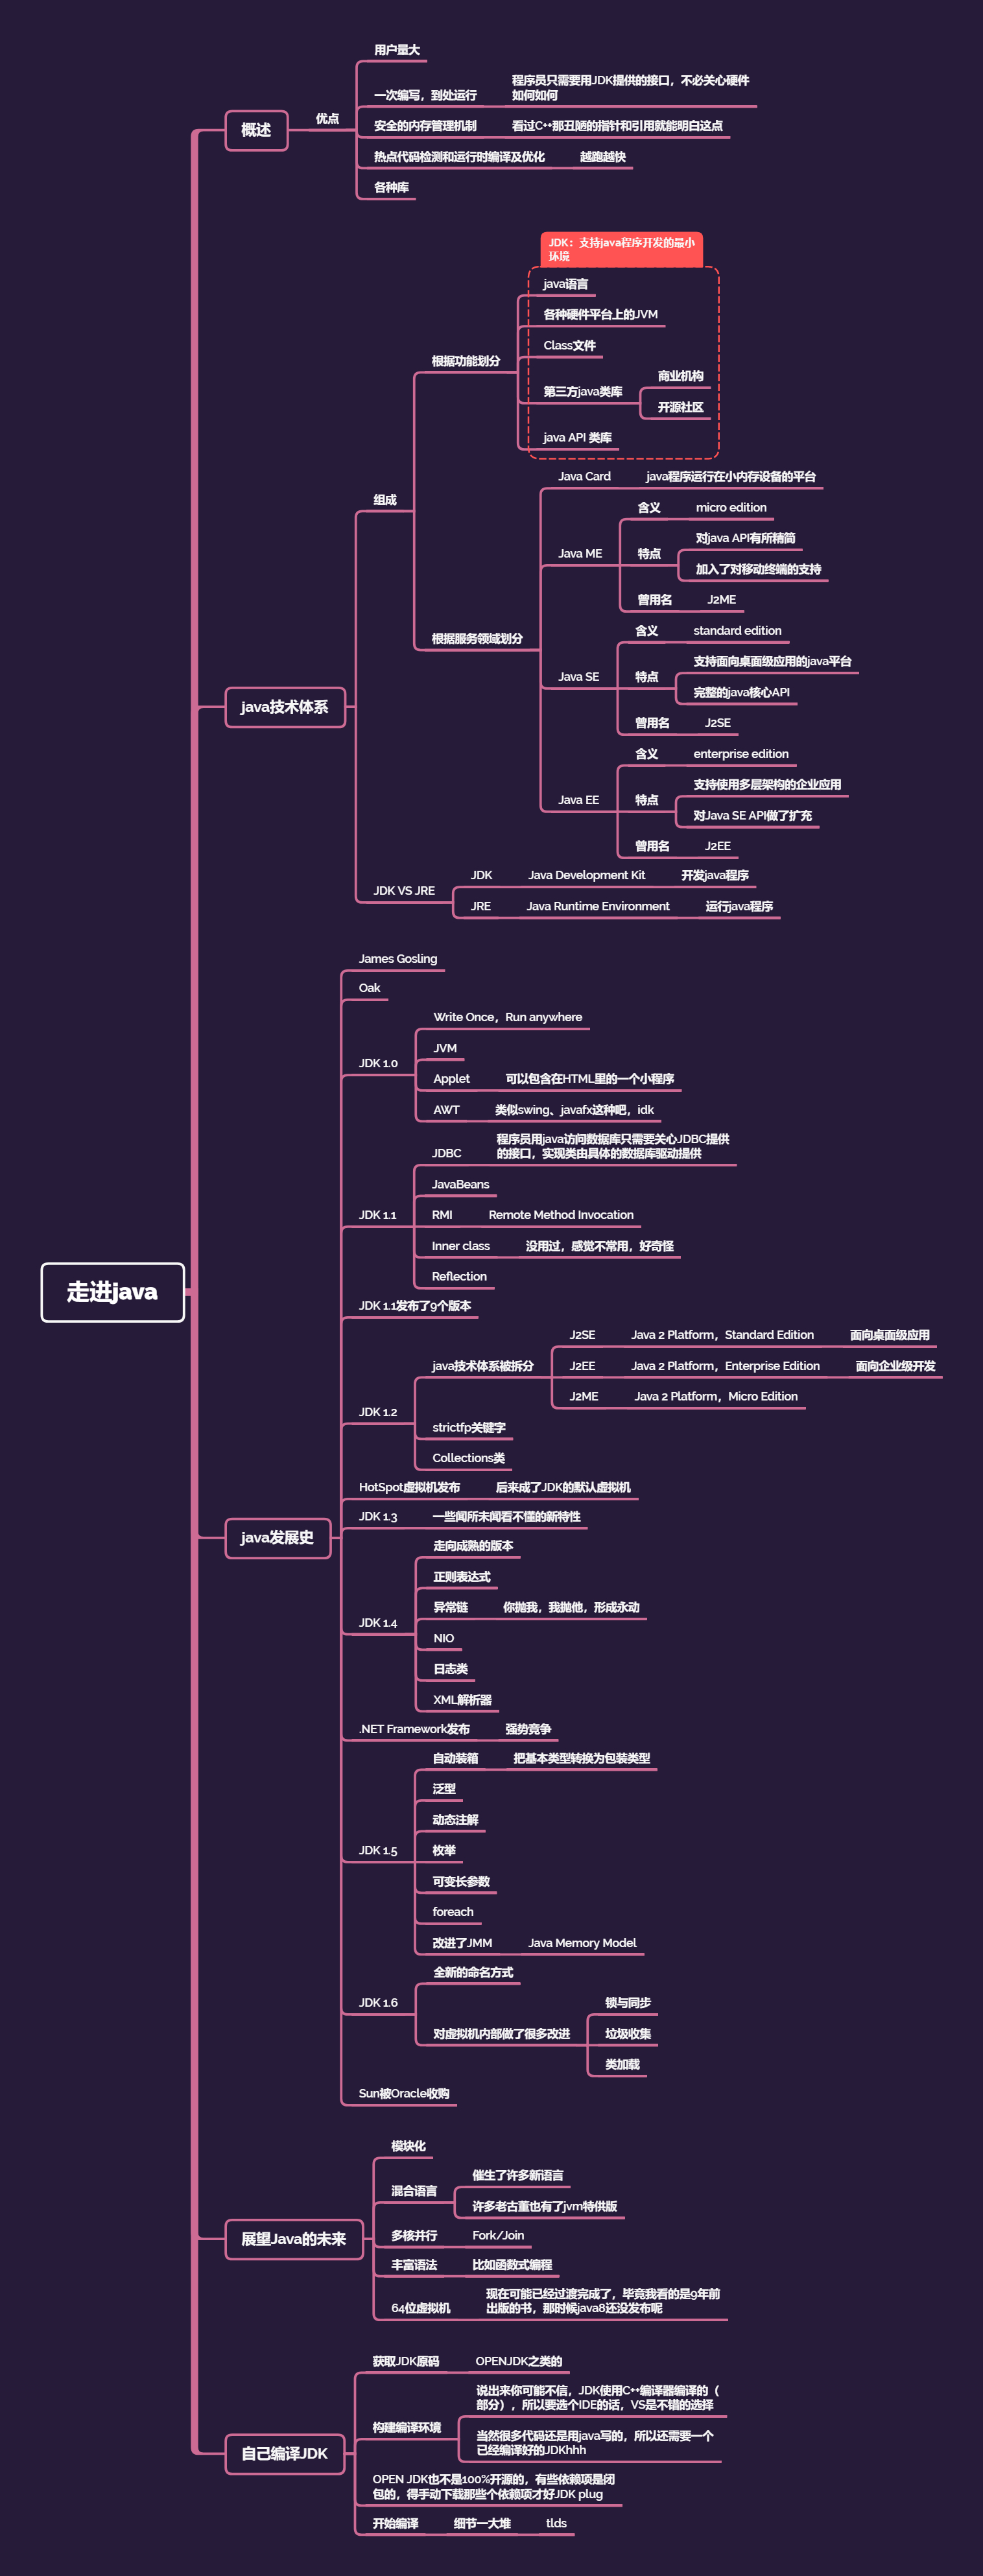 用户量大
一次编写，到处运行
程序员只需要用JDK提供的接口，不必关心硬件
如何如何
概述
优点
安全的内存管理机制
看过C++那丑陋的指针和引用就能明白这点
热点代码检测和运行时编译及优化
越跑越快
各种库
JDK：支持java程序开发的最小
环境
java语言
各种硬件平台上的JVM
Class文件
根据功能划分
第三方java类库
商业机构
开源社区
java API 类库
组成
Java Card
java程序运行在小内存设备的平台
Java ME
含义
micro edition
特点
对java API有所精简
加入了对移动终端的支持
曾用名
J2ME
根据服务领域划分
Java SE
含义
standard edition
特点
支持面向桌面级应用的java平台
完整的java核心API
曾用名
J2SE
java技术体系
Java EE
含义
enterprise edition
特点
支持使用多层架构的企业应用
对Java SE API做了扩充
曾用名
J2EE
JDK VS JRE
JDK
Java Development Kit
开发java程序
JRE
Java Runtime Environment
运行java程序
James Gosling
Oak
JDK 1.0
Write Once，Run anywhere
JVM
Applet
可以包含在HTML里的一个小程序
AWT
类似swing、javafx这种吧，idk
JDK 1.1
JDBC
程序员用java访问数据库只需要关心JDBC提供
的接口，实现类由具体的数据库驱动提供
JavaBeans
RMI
Remote Method Invocation
Inner class
没用过，感觉不常用，好奇怪
Reflection
走进java
JDK 1.1发布了9个版本
JDK 1.2
java技术体系被拆分
J2SE
Java 2 Platform，Standard Edition
面向桌面级应用
J2EE
Java 2 Platform，Enterprise Edition
面向企业级开发
J2ME
Java 2 Platform，Micro Edition
strictfp关键字
Collections类
HotSpot虚拟机发布
后来成了JDK的默认虚拟机
java发展史
JDK 1.3
一些闻所未闻看不懂的新特性
JDK 1.4
走向成熟的版本
正则表达式
异常链
你抛我，我抛他，形成永动
NIO
日志类
XML解析器
.NET Framework发布
强势竞争
JDK 1.5
自动装箱
把基本类型转换为包装类型
泛型
动态注解
枚举
可变长参数
foreach
改进了JMM
Java Memory Model
JDK 1.6
全新的命名方式
对虚拟机内部做了很多改进
锁与同步
垃圾收集
类加载
Sun被Oracle收购
展望Java的未来
模块化
混合语言
催生了许多新语言
许多老古董也有了jvm特供版
多核并行
Fork/Join
丰富语法
比如函数式编程
64位虚拟机
现在可能已经过渡完成了，毕竟我看的是9年前
出版的书，那时候java8还没发布呢
自己编译JDK
获取JDK原码
OPENJDK之类的
构建编译环境
说出来你可能不信，JDK使用C++编译器编译的（
部分），所以要选个IDE的话，VS是不错的选择
当然很多代码还是用java写的，所以还需要一个
已经编译好的JDKhhh
OPEN JDK也不是100%开源的，有些依赖项是闭
包的，得手动下载那些个依赖项才好JDK plug
开始编译
细节一大堆
tlds